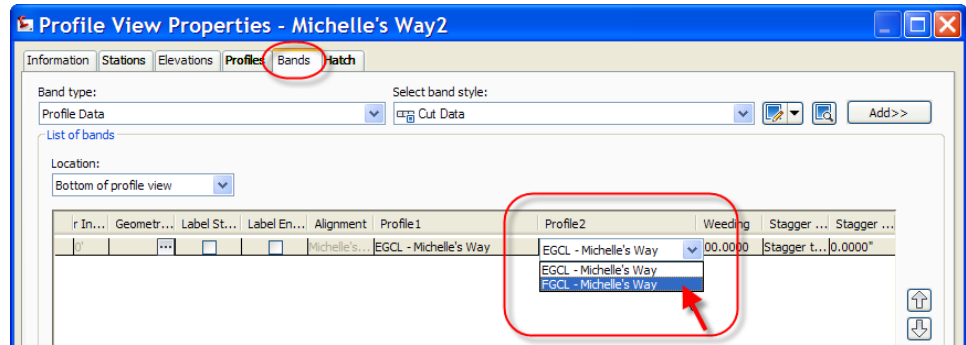 Profile View Properties - Michelle's Way2
Information Stations Elevations Profiles Bands Hatch
Band type: Select band style:
Profile Data Cut Data Add>>
List of bands
Location:
Bottom of profile view
r In... Geometr... Label St... Label En... Alignment Profile1 Profile2 Weeding Stagger ... Stagger ...
0' ... Michelle's... EGCL - Michelle's Way EGCL - Michelle's Way 00.0000 Stagger t... 0.0000"
EGCL - Michelle's Way
FGCL - Michelle's Way